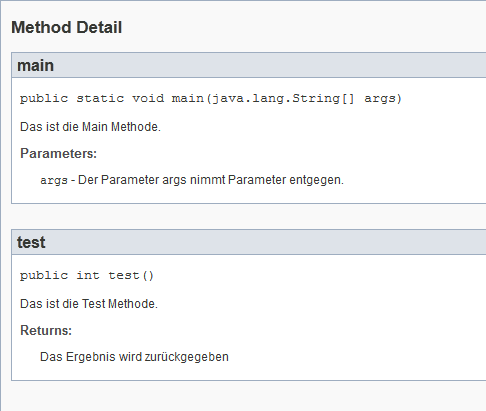 Method Detail
main
public static void main(java.lang.String[] args)
Das ist die Main Methode.
Parameters:
args - Der Parameter args nimmt Parameter entgegen.
test
public int test()
Das ist die Test Methode.
Returns:
Das Ergebnis wird zurückgegeben